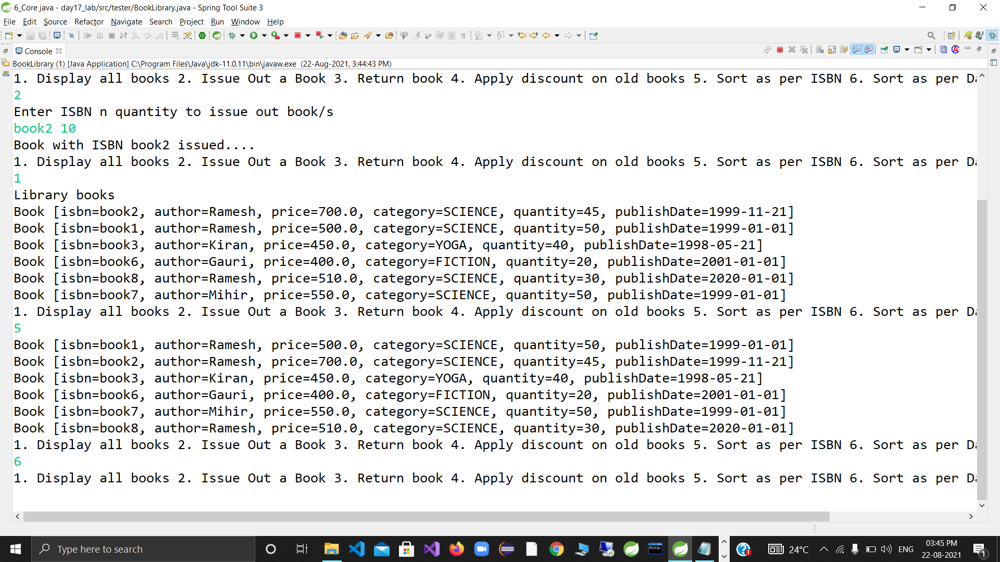 6_Core java - day17_lab/src/tester/BookLibrary.java - Spring Tool Suite 3
File Edit Source Refactor Navigate Search Project Run Window Help
Console
BookLibrary (1) [Java Application] C:\Program Files\Java\jdk-11.0.11\bin\javaw.exe (22-Aug-2021, 3:44:43 PM)
1. Display all books 2. Issue Out a Book 3. Return book 4. Apply discount on old books 5. Sort as per ISBN 6. Sort as per Da
2
Enter ISBN n quantity to issue out book/s
book2 10
Book with ISBN book2 issued....
1. Display all books 2. Issue Out a Book 3. Return book 4. Apply discount on old books 5. Sort as per ISBN 6. Sort as per Da
1
Library books
Book [isbn=book2, author=Ramesh, price=700.0, category=SCIENCE, quantity=45, publishDate=1999-11-21]
Book [isbn=book1, author=Ramesh, price=500.0, category=SCIENCE, quantity=50, publishDate=1999-01-01]
Book [isbn=book3, author=Kiran, price=450.0, category=YOGA, quantity=40, publishDate=1998-05-21]
Book [isbn=book6, author=Gauri, price=400.0, category=FICTION, quantity=20, publishDate=2001-01-01]
Book [isbn=book8, author=Ramesh, price=510.0, category=SCIENCE, quantity=30, publishDate=2020-01-01]
Book [isbn=book7, author=Mihir, price=550.0, category=SCIENCE, quantity=50, publishDate=1999-01-01]
1. Display all books 2. Issue Out a Book 3. Return book 4. Apply discount on old books 5. Sort as per ISBN 6. Sort as per Da
5
Book [isbn=book1, author=Ramesh, price=500.0, category=SCIENCE, quantity=50, publishDate=1999-01-01]
Book [isbn=book2, author=Ramesh, price=700.0, category=SCIENCE, quantity=45, publishDate=1999-11-21]
Book [isbn=book3, author=Kiran, price=450.0, category=YOGA, quantity=40, publishDate=1998-05-21]
Book [isbn=book6, author=Gauri, price=400.0, category=FICTION, quantity=20, publishDate=2001-01-01]
Book [isbn=book7, author=Mihir, price=550.0, category=SCIENCE, quantity=50, publishDate=1999-01-01]
Book [isbn=book8, author=Ramesh, price=510.0, category=SCIENCE, quantity=30, publishDate=2020-01-01]
1. Display all books 2. Issue Out a Book 3. Return book 4. Apply discount on old books 5. Sort as per ISBN 6. Sort as per Da
6
1. Display all books 2. Issue Out a Book 3. Return book 4. Apply discount on old books 5. Sort as per ISBN 6. Sort as per Da
Type here to search
MySQL
24°C
ENG
03:45 PM
22-08-2021
1